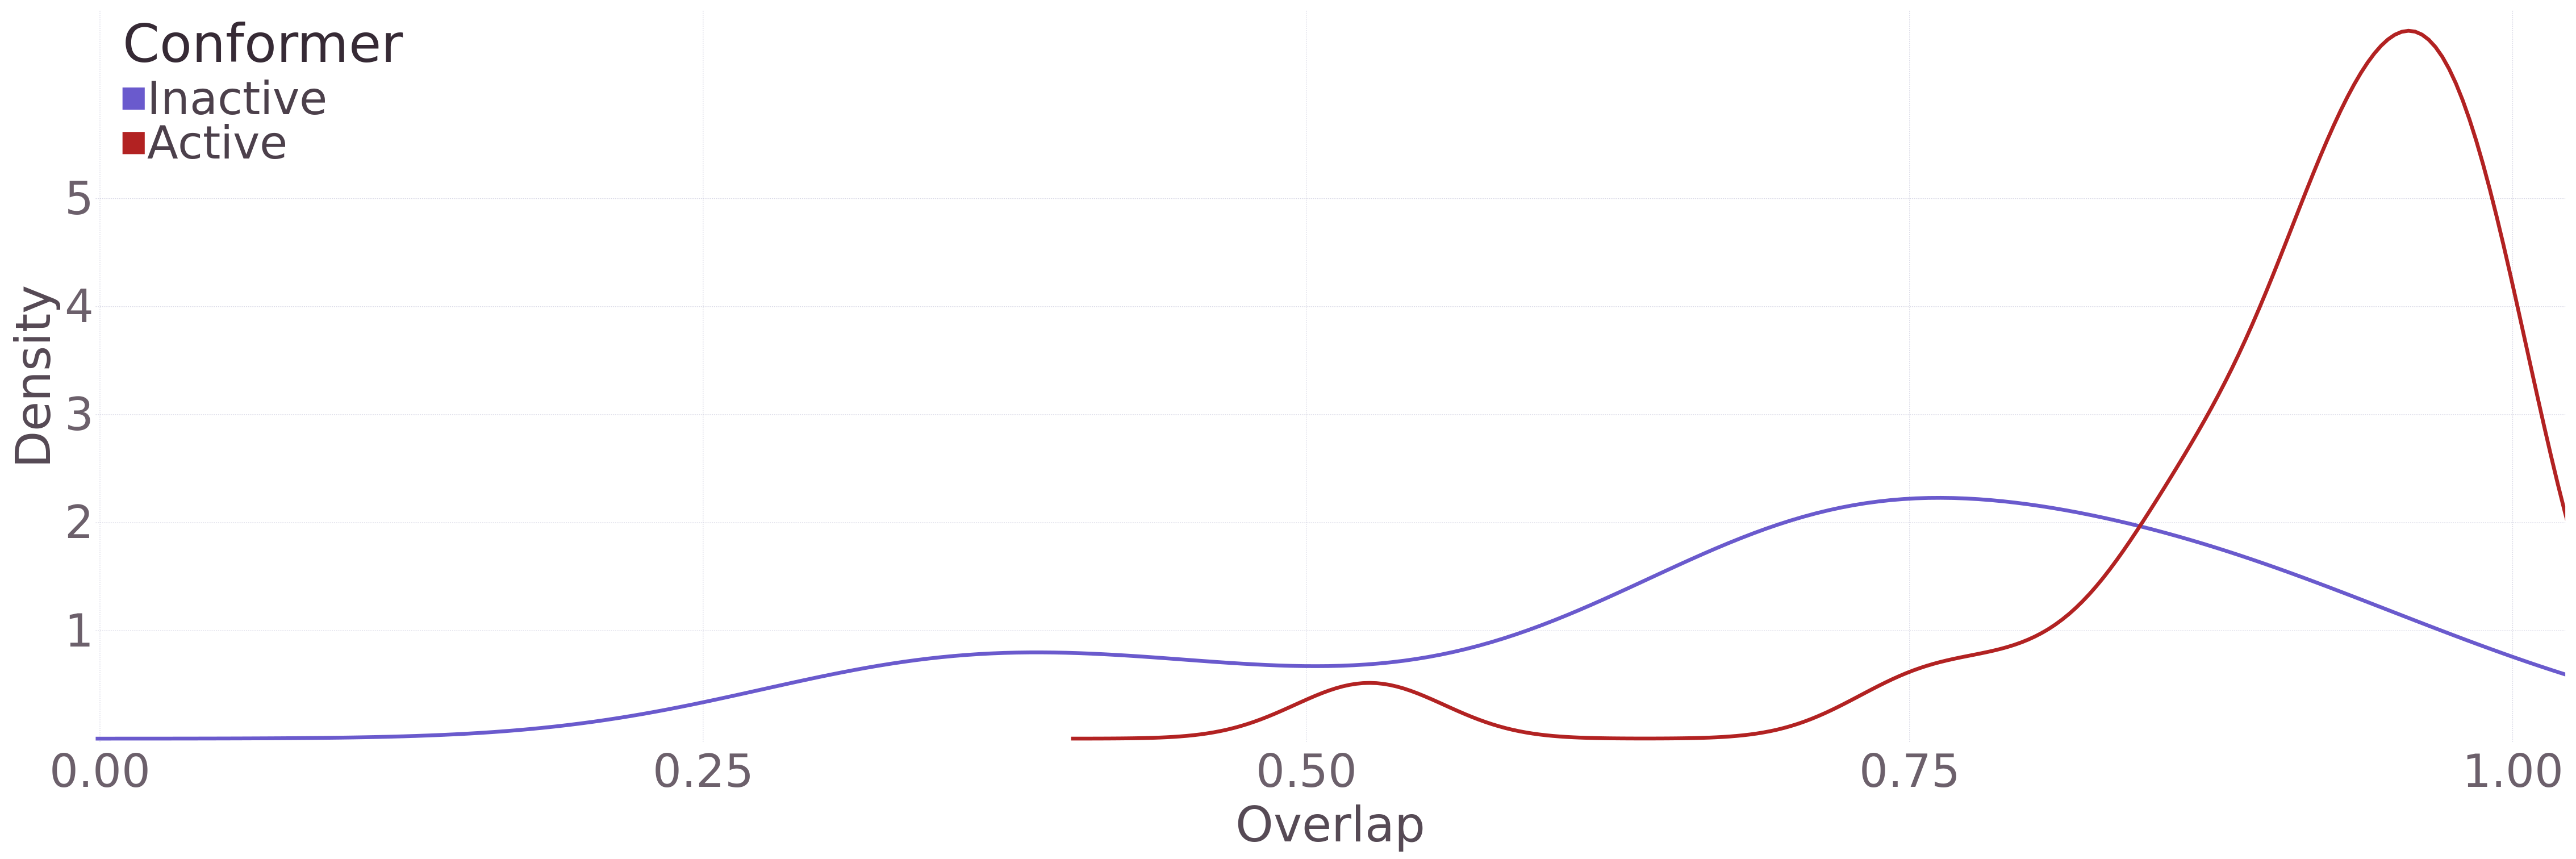 Conformer
Inactive
Active
Density
5
4
3
2
1
0.00 0.25 0.50 0.75 1.00
Overlap